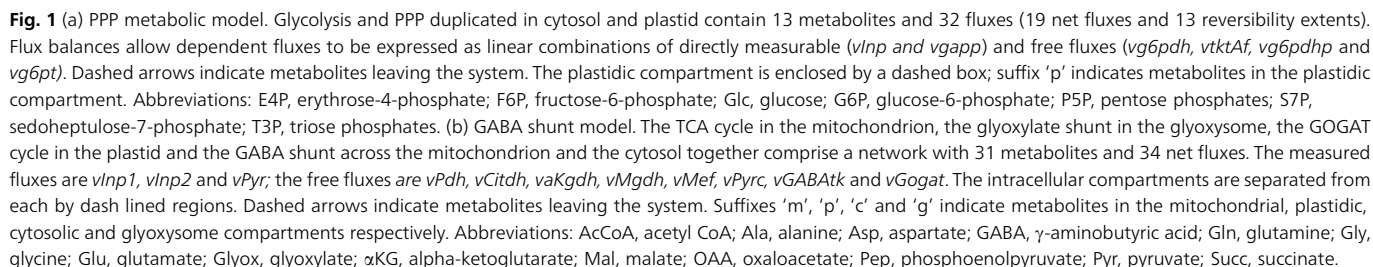 Fig. 1 (a) PPP metabolic model. Glycolysis and PPP duplicated in cytosol and plastid contain 13 metabolites and 32 fluxes (19 net fluxes and 13 reversibility extents).
Flux balances allow dependent fluxes to be expressed as linear combinations of directly measurable (vInp and vgapp) and free fluxes (vg6pdh, vtktAf, vg6pdhp and
vg6pt). Dashed arrows indicate metabolites leaving the system. The plastidic compartment is enclosed by a dashed box; suffix ‘p’ indicates metabolites in the plastidic
compartment. Abbreviations: E4P, erythrose-4-phosphate; F6P, fructose-6-phosphate; Glc, glucose; G6P, glucose-6-phosphate; P5P, pentose phosphates; S7P,
sedoheptulose-7-phosphate; T3P, triose phosphates. (b) GABA shunt model. The TCA cycle in the mitochondrion, the glyoxylate shunt in the glyoxysome, the GOGAT
cycle in the plastid and the GABA shunt across the mitochondrion and the cytosol together comprise a network with 31 metabolites and 34 net fluxes. The measured
fluxes are vInp1, vInp2 and vPyr; the free fluxes are vPdh, vCitdh, vaKgdh, vMgdh, vMef, vPyrc, vGABAtk and vGogat. The intracellular compartments are separated from
each by dash lined regions. Dashed arrows indicate metabolites leaving the system. Suffixes ‘m’, ‘p’, ‘c’ and ‘g’ indicate metabolites in the mitochondrial, plastidic,
cytosolic and glyoxysome compartments respectively. Abbreviations: AcCoA, acetyl CoA; Ala, alanine; Asp, aspartate; GABA, γ-aminobutyric acid; Gln, glutamine; Gly,
glycine; Glu, glutamate; Glyox, glyoxylate; αKG, alpha-ketoglutarate; Mal, malate; OAA, oxaloacetate; Pep, phosphoenolpyruvate; Pyr, pyruvate; Succ, succinate.